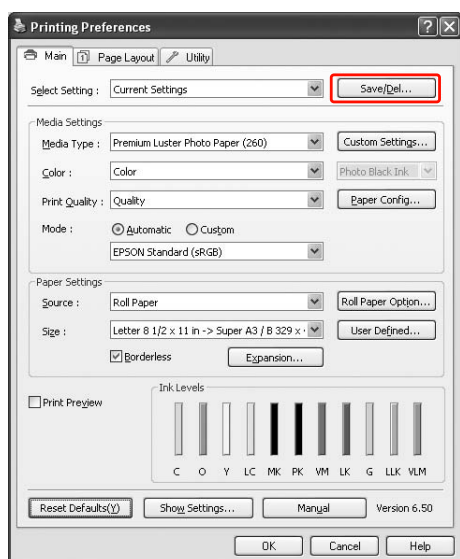 Printing Preferences
Main Page Layout Utility
Select Setting : Current Settings Save/Del...
Media Settings
Media Type : Premium Luster Photo Paper (260) Custom Settings...
Color : Color Photo Black Ink
Print Quality : Quality Paper Config...
Mode : Automatic Custom
EPSON Standard (sRGB)
Paper Settings
Source : Roll Paper Roll Paper Option...
Size : Letter 8 1/2 x 11 in -> Super A3 / B 329 x User Defined...
Borderless Expansion...
Ink Levels
Print Preview
C O Y LC MK PK VM LK G LLK VLM
Reset Defaults(Y) Show Settings... Manual Version 6.50
OK Cancel Help